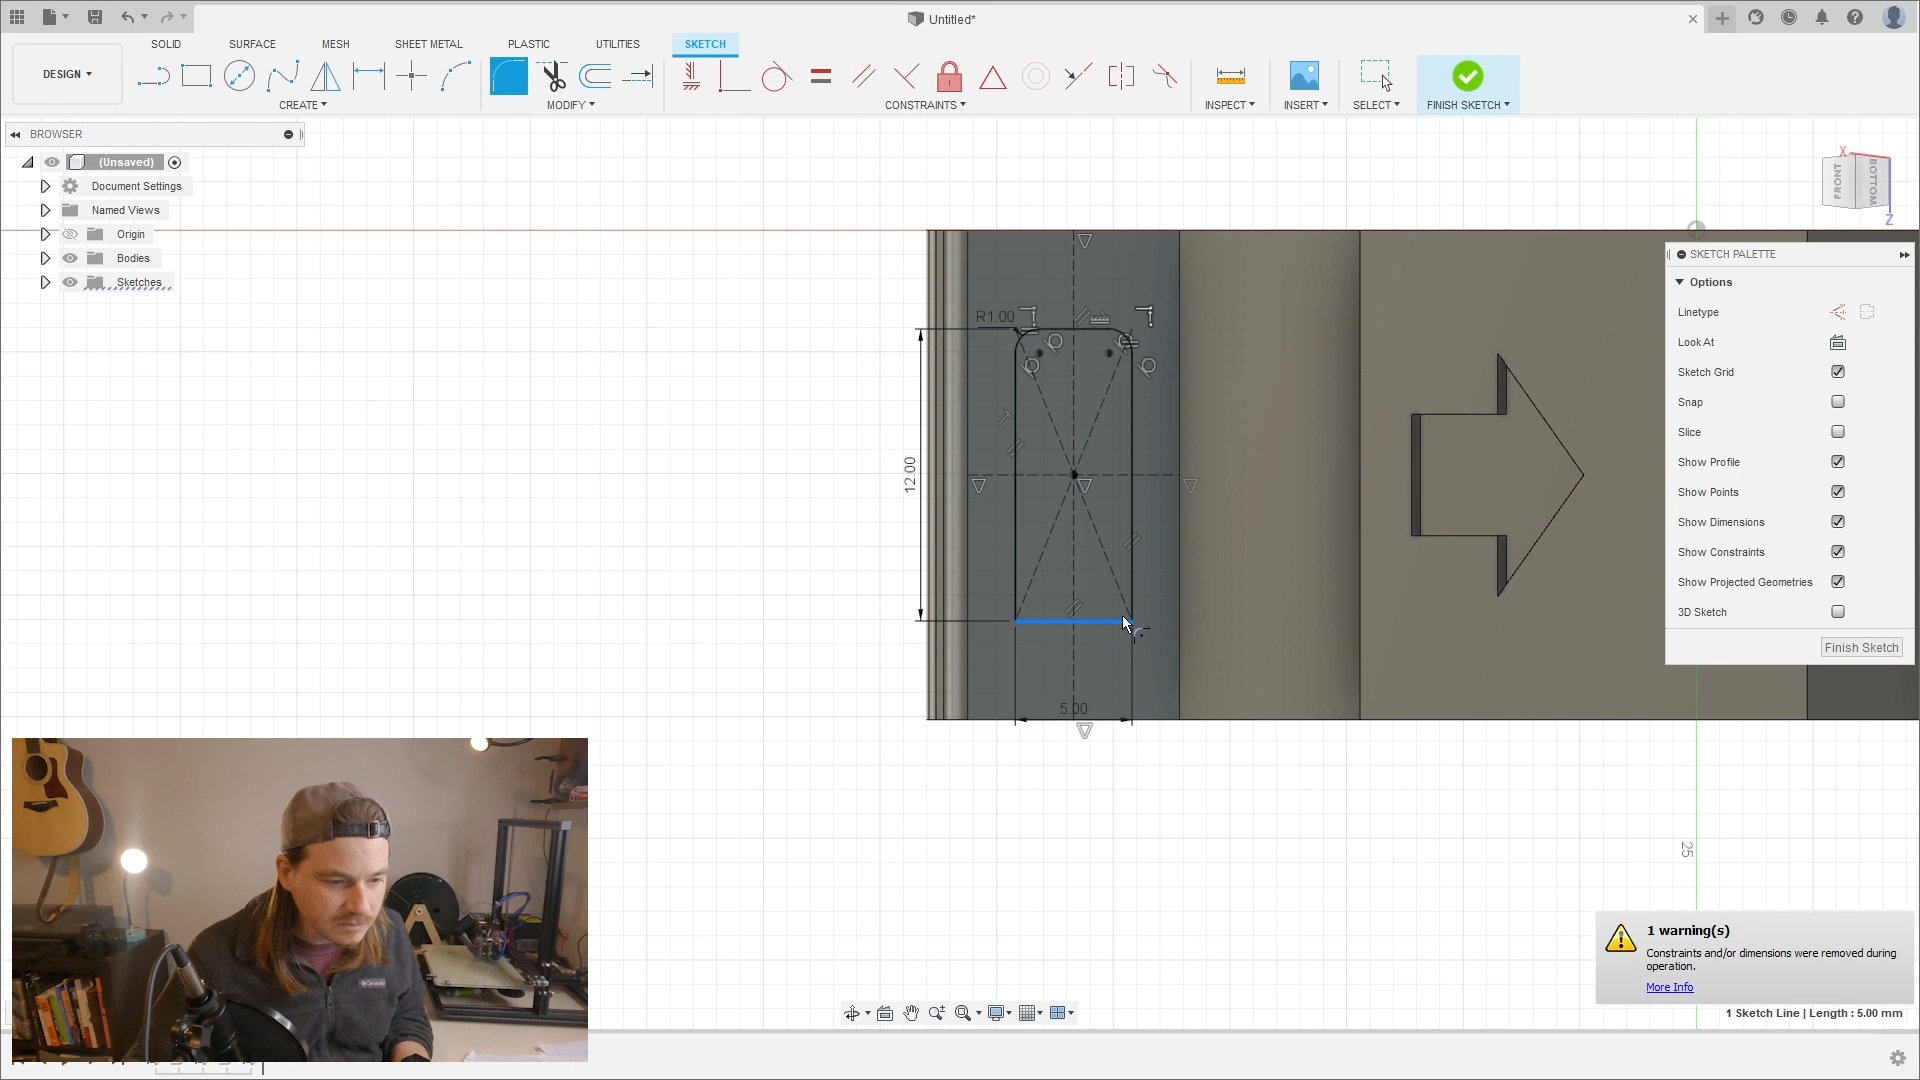 Untitled*
SOLID
SURFACE
MESH
SHEET METAL
PLASTIC
UTILITIES
SKETCH
DESIGN
CREATE
MODIFY
CONSTRAINTS
INSPECT
INSERT
SELECT
FINISH SKETCH
BROWSER
(Unsaved)
Document Settings
Named Views
Origin
Bodies
Sketches
X
FRONT
BOTTOM
Z
R1.00
12.00
5.00
25
SKETCH PALETTE
Options
Linetype
Look At
Sketch Grid
Snap
Slice
Show Profile
Show Points
Show Dimensions
Show Constraints
Show Projected Geometries
3D Sketch
Finish Sketch
1 warning(s)
Constraints and/or dimensions were removed during
operation.
More Info
1 Sketch Line | Length : 5.00 mm
Columbia